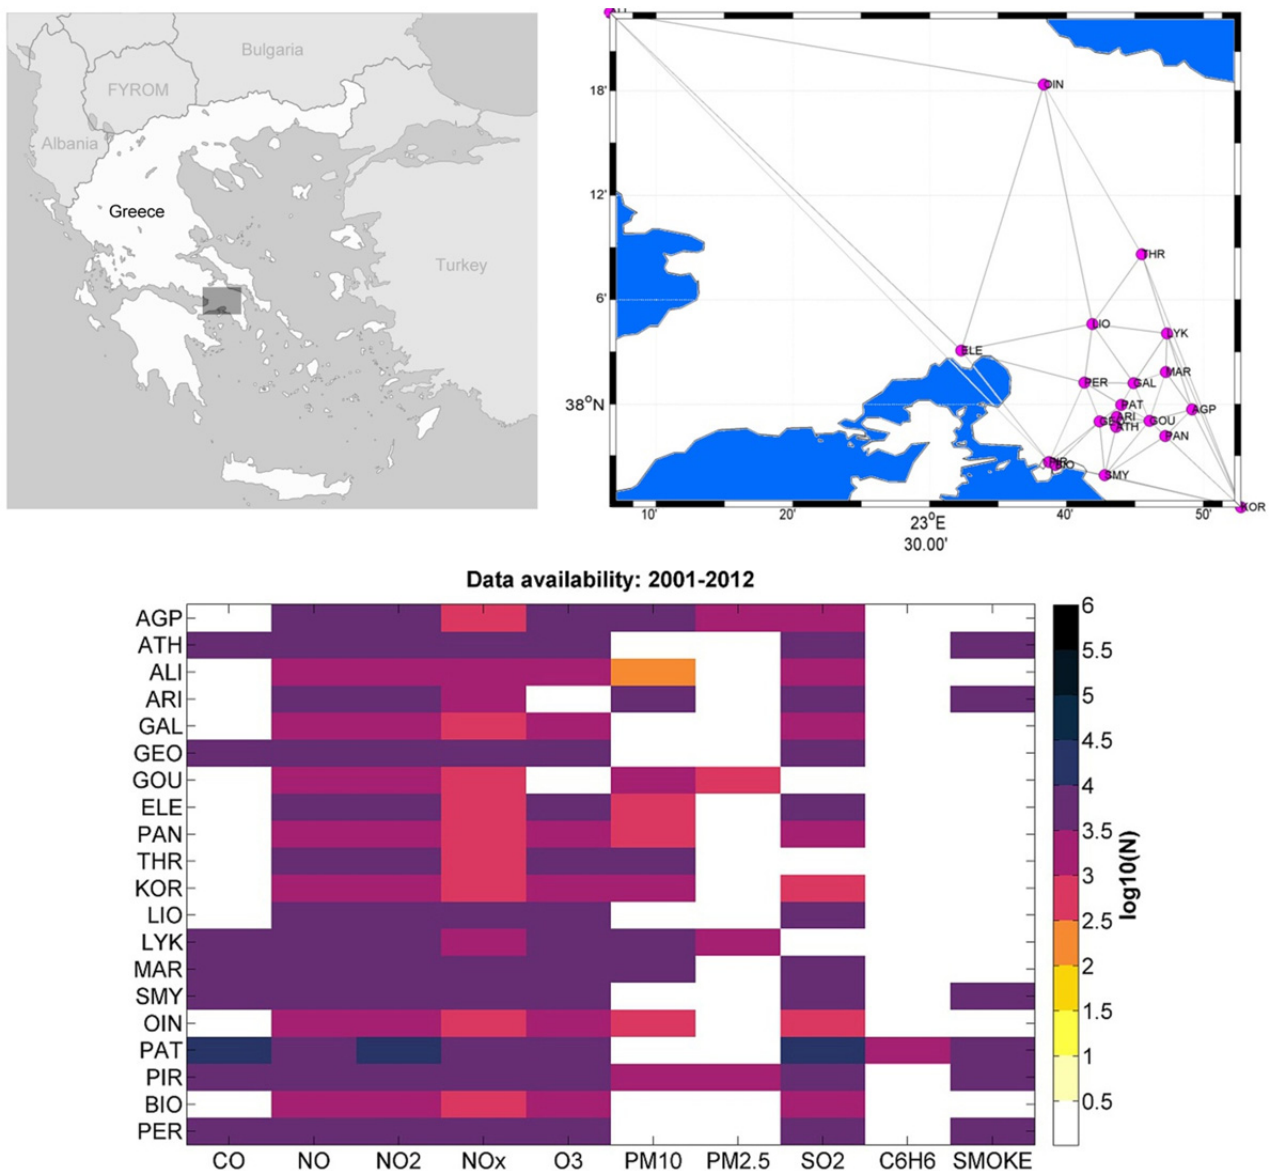 Bulgaria
FYROM
Albania
Greece
Turkey
OIN
18'
12'
THR
6'
LIO
LYK
ELE
MAR
PER
GAL
38°N
PAT
AGP
ARI
GOU
ATH
PAN
PIR
SMY
KOR
10'
20'
23°E
40'
50'
30.00'
Data availability: 2001-2012
AGP
ATH
ALI
ARI
GAL
GEO
GOU
ELE
PAN
THR
KOR
LIO
LYK
MAR
SMY
OIN
PAT
PIR
BIO
PER
CO NO NO2 NOx O3 PM10 PM2.5 SO2 C6H6 SMOKE
6
5.5
5
4.5
4
3.5
3
2.5
2
1.5
1
0.5
log10(N)